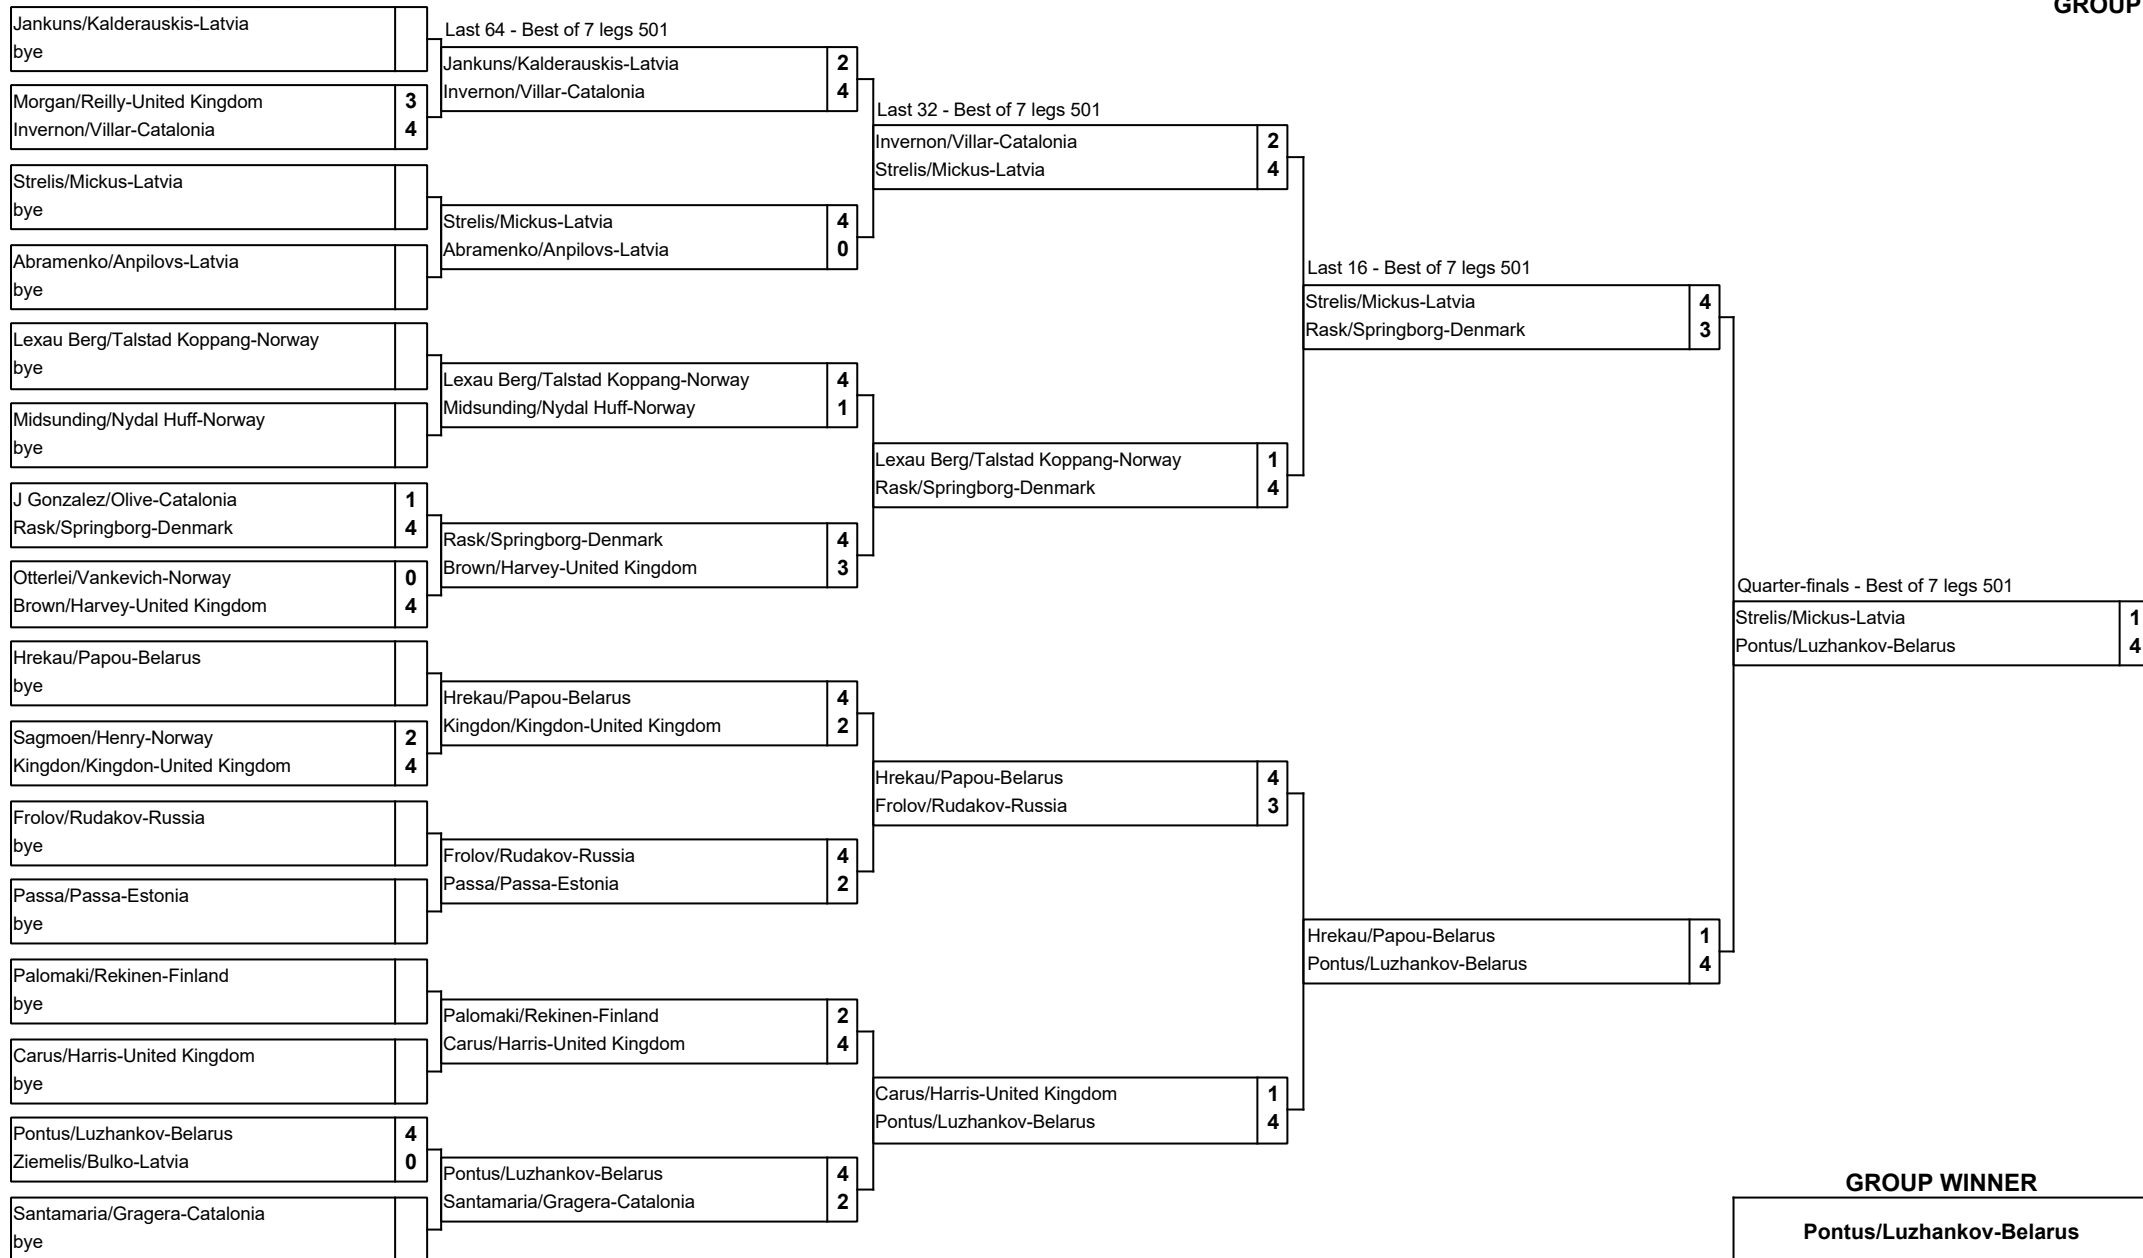 GROUP
Jankuns/Kalderauskis-Latvia
bye
Morgan/Reilly-United Kingdom 3
Invernon/Villar-Catalonia 4
Strelis/Mickus-Latvia
bye
Abramenko/Anpilovs-Latvia
bye
Lexau Berg/Talstad Koppang-Norway
bye
Midsunding/Nydal Huff-Norway
bye
J Gonzalez/Olive-Catalonia 1
Rask/Springborg-Denmark 4
Otterlei/Vankevich-Norway 0
Brown/Harvey-United Kingdom 4
Hrekau/Papou-Belarus
bye
Sagmoen/Henry-Norway 2
Kingdon/Kingdon-United Kingdom 4
Frolov/Rudakov-Russia
bye
Passa/Passa-Estonia
bye
Palomaki/Rekinen-Finland
bye
Carus/Harris-United Kingdom
bye
Pontus/Luzhankov-Belarus 4
Ziemelis/Bulko-Latvia 0
Santamaria/Gragera-Catalonia
bye
Last 64 - Best of 7 legs 501
Jankuns/Kalderauskis-Latvia 2
Invernon/Villar-Catalonia 4
Strelis/Mickus-Latvia 4
Abramenko/Anpilovs-Latvia 0
Lexau Berg/Talstad Koppang-Norway 4
Midsunding/Nydal Huff-Norway 1
Rask/Springborg-Denmark 4
Brown/Harvey-United Kingdom 3
Hrekau/Papou-Belarus 4
Kingdon/Kingdon-United Kingdom 2
Frolov/Rudakov-Russia 4
Passa/Passa-Estonia 2
Palomaki/Rekinen-Finland 2
Carus/Harris-United Kingdom 4
Pontus/Luzhankov-Belarus 4
Santamaria/Gragera-Catalonia 2
Last 32 - Best of 7 legs 501
Invernon/Villar-Catalonia 2
Strelis/Mickus-Latvia 4
Lexau Berg/Talstad Koppang-Norway 1
Rask/Springborg-Denmark 4
Hrekau/Papou-Belarus 4
Frolov/Rudakov-Russia 3
Carus/Harris-United Kingdom 1
Pontus/Luzhankov-Belarus 4
Last 16 - Best of 7 legs 501
Strelis/Mickus-Latvia 4
Rask/Springborg-Denmark 3
Hrekau/Papou-Belarus 1
Pontus/Luzhankov-Belarus 4
Quarter-finals - Best of 7 legs 501
Strelis/Mickus-Latvia 1
Pontus/Luzhankov-Belarus 4
GROUP WINNER
Pontus/Luzhankov-Belarus